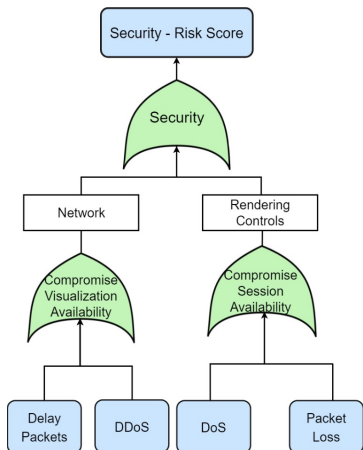 Security - Risk Score
Security
Network
Rendering
Controls
Compromise
Visualization
Availability
Compromise
Session
Availability
Delay
Packets
DDoS
DoS
Packet
Loss